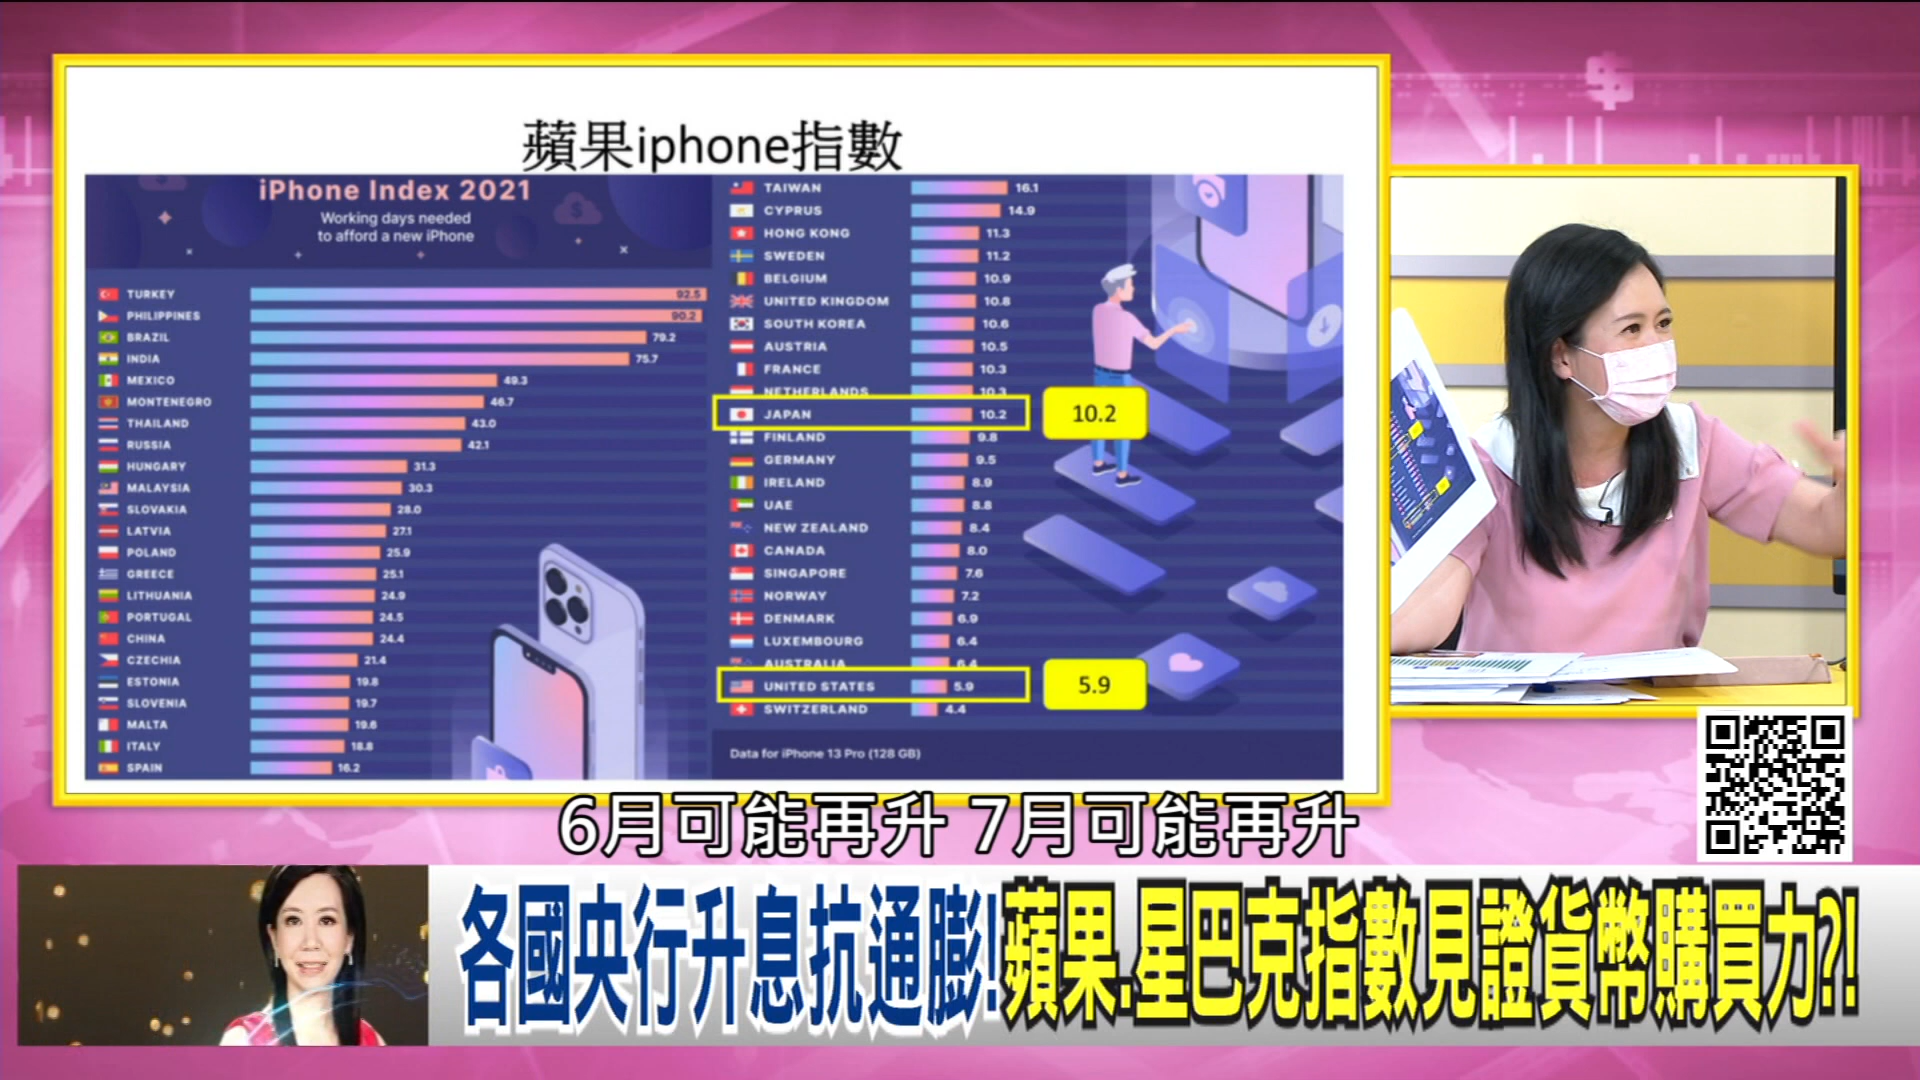 蘋果iphone指數
iPhone Index 2021
Working days needed
to afford a new iPhone
TURKEY 92.5
PHILIPPINES 90.2
BRAZIL 79.2
INDIA 75.7
MEXICO 49.3
MONTENEGRO 46.7
THAILAND 43.0
RUSSIA 42.1
HUNGARY 31.3
MALAYSIA 30.3
SLOVAKIA 28.0
LATVIA 27.1
POLAND 25.9
GREECE 25.1
LITHUANIA 24.9
PORTUGAL 24.5
CHINA 24.4
CZECHIA 21.4
ESTONIA 19.8
SLOVENIA 19.7
MALTA 19.6
ITALY 18.8
SPAIN 16.2
TAIWAN 16.1
CYPRUS 14.9
HONG KONG 11.3
SWEDEN 11.2
BELGIUM 10.9
UNITED KINGDOM 10.8
SOUTH KOREA 10.6
AUSTRIA 10.5
FRANCE 10.3
NETHERLANDS 10.3
JAPAN 10.2
10.2
FINLAND 9.8
GERMANY 9.5
IRELAND 8.9
UAE 8.8
NEW ZEALAND 8.4
CANADA 8.0
SINGAPORE 7.6
NORWAY 7.2
DENMARK 6.9
LUXEMBOURG 6.4
AUSTRALIA 6.4
UNITED STATES 5.9
5.9
SWITZERLAND 4.4
Data for iPhone 13 Pro (128 GB)
6月可能再升 7月可能再升
各國央行升息抗通膨!蘋果.星巴克指數見證貨幣購買力?!